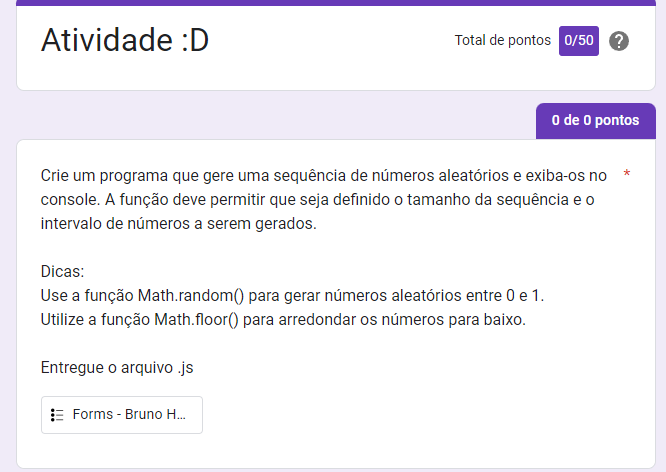 Atividade :D
Total de pontos 0/50 ?
0 de 0 pontos
Crie um programa que gere uma sequência de números aleatórios e exiba-os no *
console. A função deve permitir que seja definido o tamanho da sequência e o
intervalo de números a serem gerados.
Dicas:
Use a função Math.random() para gerar números aleatórios entre 0 e 1.
Utilize a função Math.floor() para arredondar os números para baixo.
Entregue o arquivo .js
Forms - Bruno H...